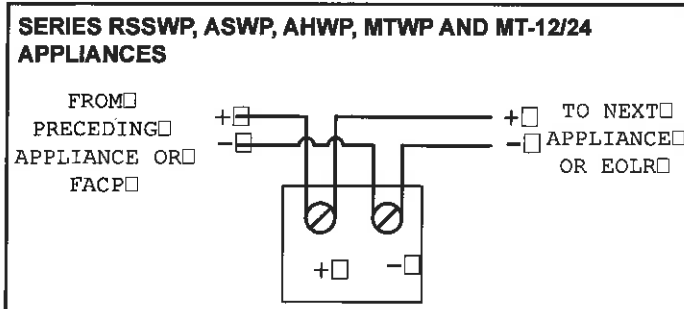 SERIES RSSWP, ASWP, AHWP, MTWP AND MT-12/24
APPLIANCES
FROM□
PRECEDING□
APPLIANCE OR□
FACP□
+□
-□
+□
-□
TO NEXT□
APPLIANCE□
OR EOLR□
+□ -□